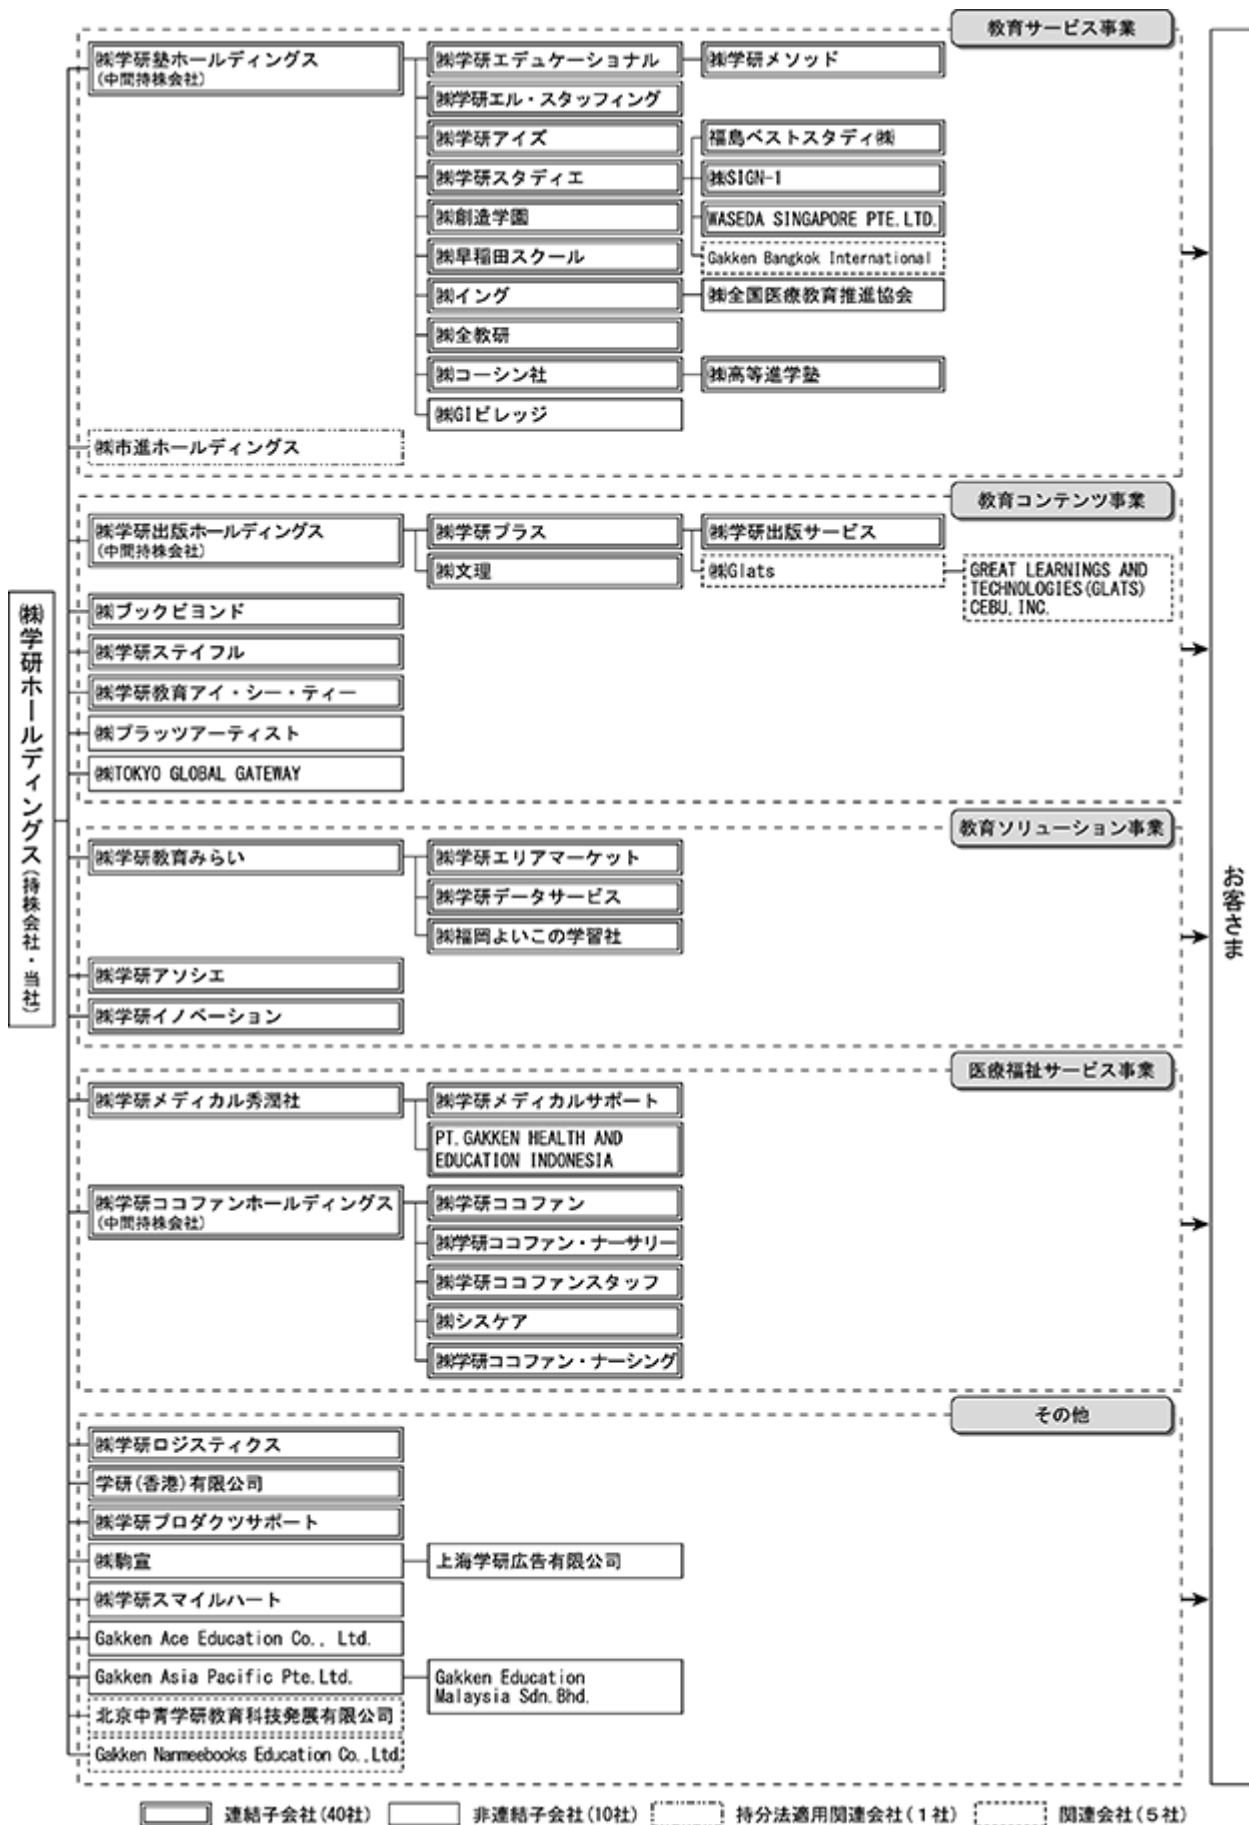 教育サービス事業
㈱学研塾ホールディングス
(中間持株会社)
㈱学研エデュケーショナル
㈱学研メソッド
㈱学研エル・スタッフィング
㈱学研アイズ
福島ベストスタディ㈱
㈱学研スタディエ
㈱SIGN-1
㈱創造学園
WASEDA SINGAPORE PTE.LTD.
㈱早稲田スクール
Gakken Bangkok International
㈱イング
㈱全国医療教育推進協会
㈱全教研
㈱コーシン社
㈱高等進学塾
㈱GIビレッジ
㈱市進ホールディングス
教育コンテンツ事業
㈱学研出版ホールディングス
(中間持株会社)
㈱学研プラス
㈱学研出版サービス
㈱文理
㈱Glats
GREAT LEARNINGS AND
TECHNOLOGIES(GLATS)
CEBU,INC.
㈱ブックビヨンド
㈱学研ステイフル
㈱学研教育アイ・シー・ティー
㈱ブラッツアーティスト
㈱TOKYO GLOBAL GATEWAY
㈱学研ホールディングス(持株会社・当社)
教育ソリューション事業
㈱学研教育みらい
㈱学研エリアマーケット
㈱学研データサービス
㈱福岡よいこの学習社
㈱学研アソシエ
㈱学研イノベーション
お客さま
医療福祉サービス事業
㈱学研メディカル秀潤社
㈱学研メディカルサポート
PT.GAKKEN HEALTH AND
EDUCATION INDONESIA
㈱学研ココファンホールディングス
(中間持株会社)
㈱学研ココファン
㈱学研ココファン・ナーサリー
㈱学研ココファンスタッフ
㈱シスケア
㈱学研ココファン・ナーシング
その他
㈱学研ロジスティクス
学研(香港)有限公司
㈱学研プロダクツサポート
㈱駒宣
上海学研広告有限公司
㈱学研スマイルハート
Gakken Ace Education Co., Ltd.
Gakken Asia Pacific Pte.Ltd.
Gakken Education
Malaysia Sdn.Bhd.
北京中青学研教育科技発展有限公司
Gakken Nanmeebooks Education Co.,Ltd.
連結子会社(40社)
非連結子会社(10社)
持分法適用関連会社(1社)
関連会社(5社)